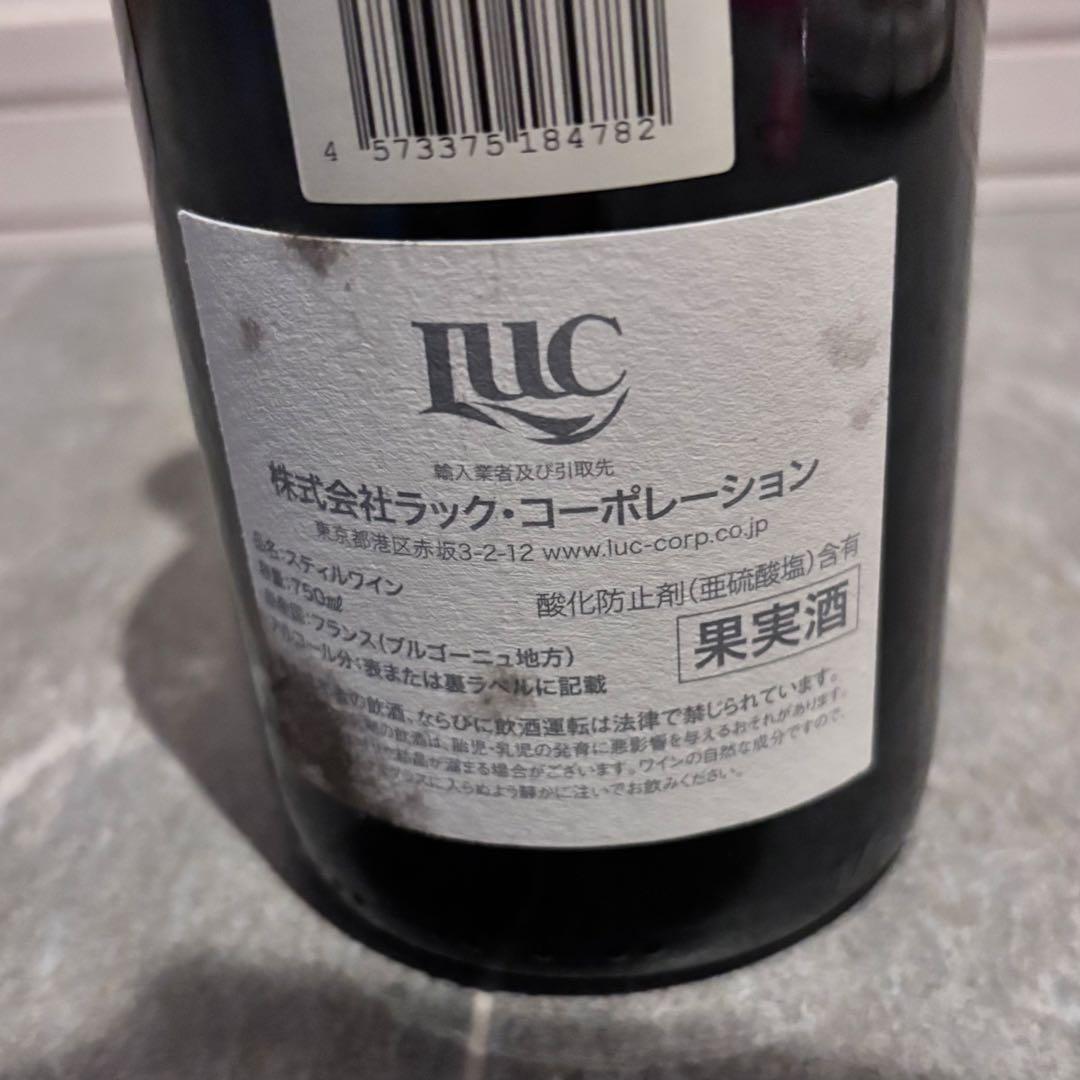 4 573375 184782
LUC
輸入業者及び引取先
株式会社ラック・コーポレーション
東京都港区赤坂3-2-12 www.luc-corp.co.jp
品名:スティルワイン
容量:750㎖
酸化防止剤(亜硫酸塩)含有
:フランス(ブルゴーニュ地方)
果実酒
アルコール分:表または裏ラベルに記載
の飲酒、ならびに飲酒運転は法律で禁じられています。
の飲酒は、胎児・乳児の発育に悪影響を与えるおそれがあります。
が溜まる場合がございます。ワインの自然な成分ですので、
グラスに入らぬよう静かに注いでお飲みください。